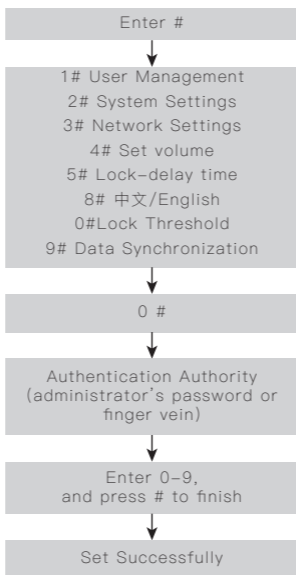 Enter #
1# User Management
2# System Settings
3# Network Settings
4# Set volume
5# Lock-delay time
8# 中文/English
0#Lock Threshold
9# Data Synchronization
0 #
Authentication Authority
(administrator's password or
finger vein)
Enter 0-9,
and press # to finish
Set Successfully